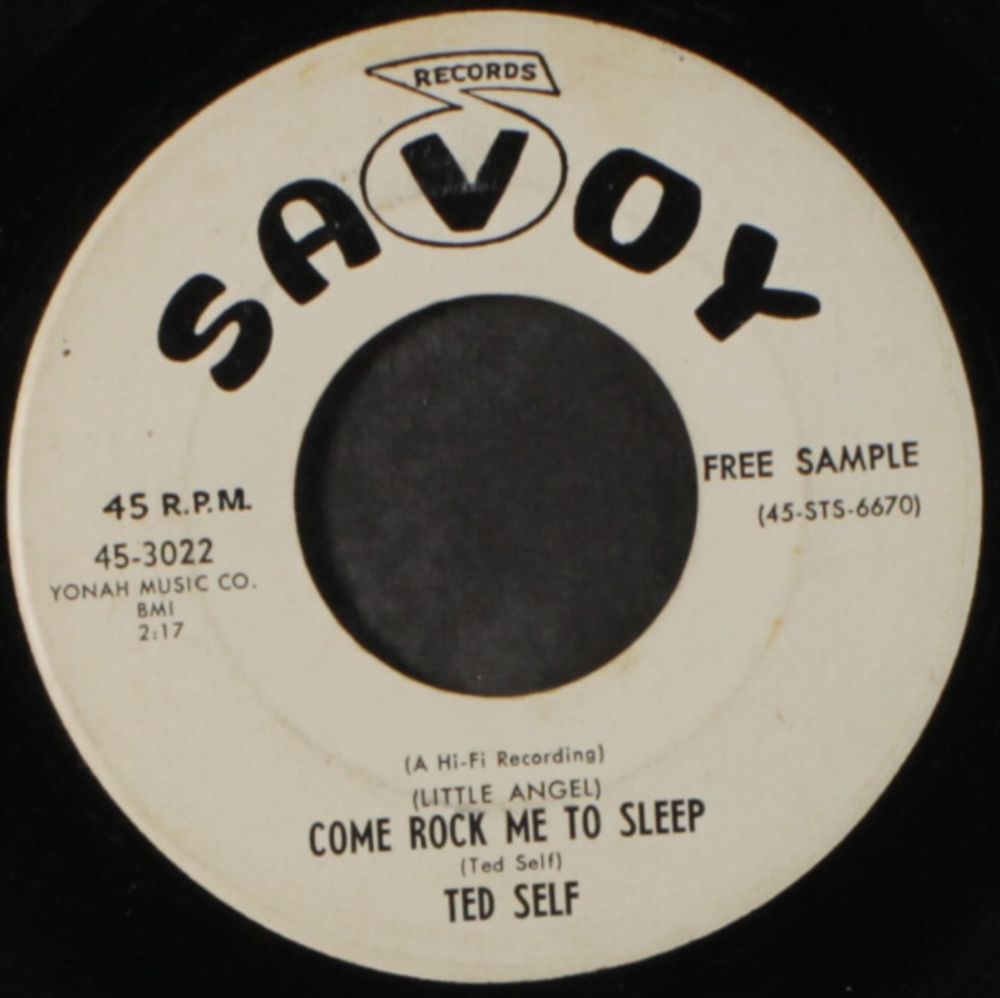 RECORDS
SAVOY
FREE SAMPLE
(45-STS-6670)
45 R.P.M.
45-3022
YONAH MUSIC CO.
BMI
2:17
(A Hi-Fi Recording)
(LITTLE ANGEL)
COME ROCK ME TO SLEEP
(Ted Self)
TED SELF